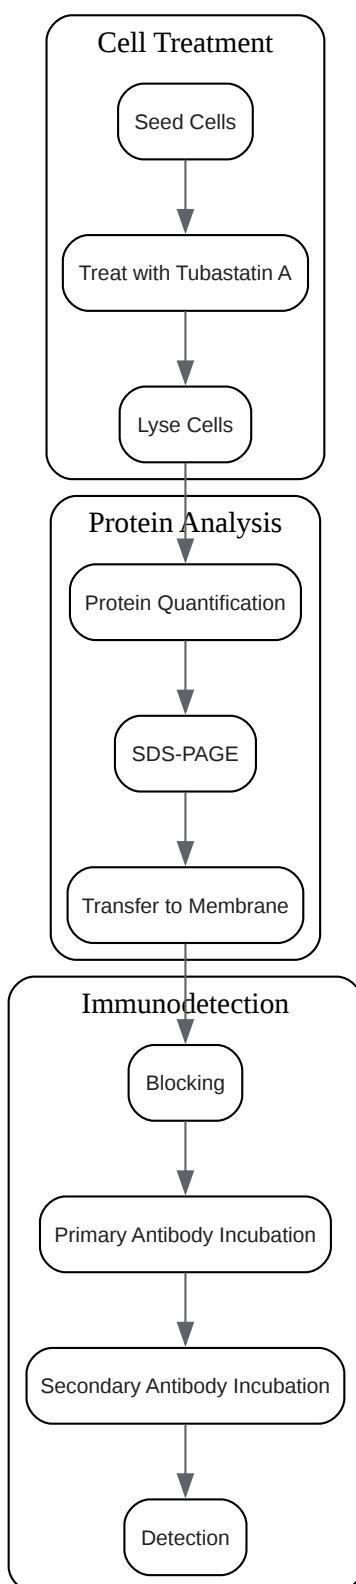 Cell Treatment
Seed Cells
Treat with Tubastatin A
Lyse Cells
Protein Analysis
Protein Quantification
SDS-PAGE
Transfer to Membrane
Immunodetection
Blocking
Primary Antibody Incubation
Secondary Antibody Incubation
Detection